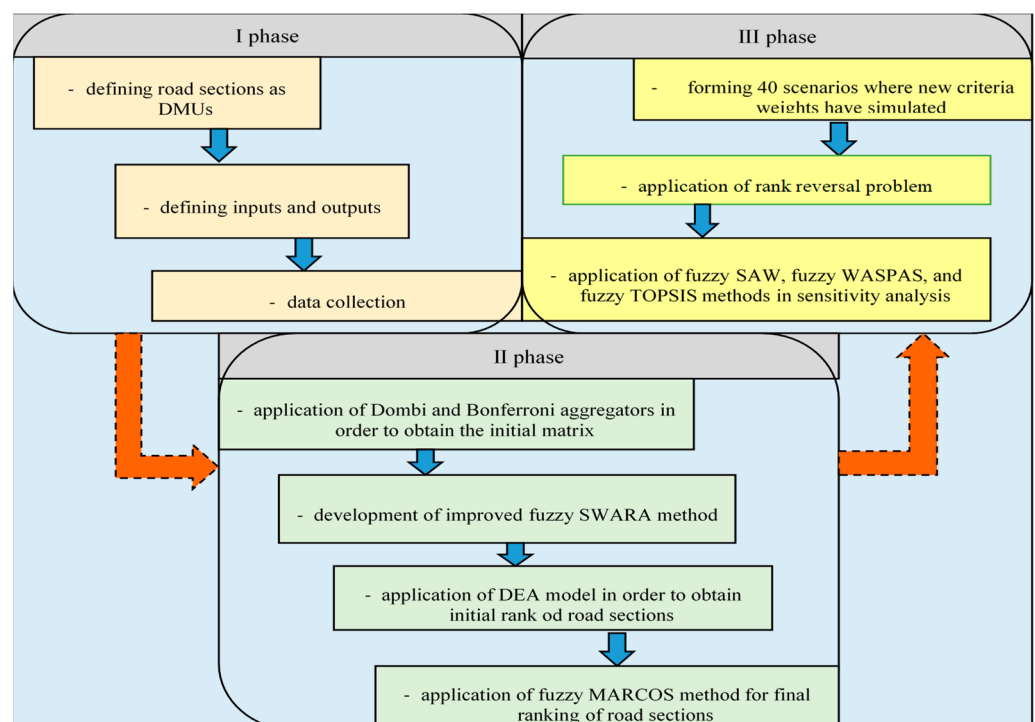 I phase
- defining road sections as
DMUs
- defining inputs and outputs
- data collection
II phase
- application of Dombi and Bonferroni aggregators in
order to obtain the initial matrix
- development of improved fuzzy SWARA method
- application of DEA model in order to obtain
initial rank od road sections
- application of fuzzy MARCOS method for final
ranking of road sections
III phase
- forming 40 scenarios where new criteria
weights have simulated
- application of rank reversal problem
- application of fuzzy SAW, fuzzy WASPAS, and
fuzzy TOPSIS methods in sensitivity analysis